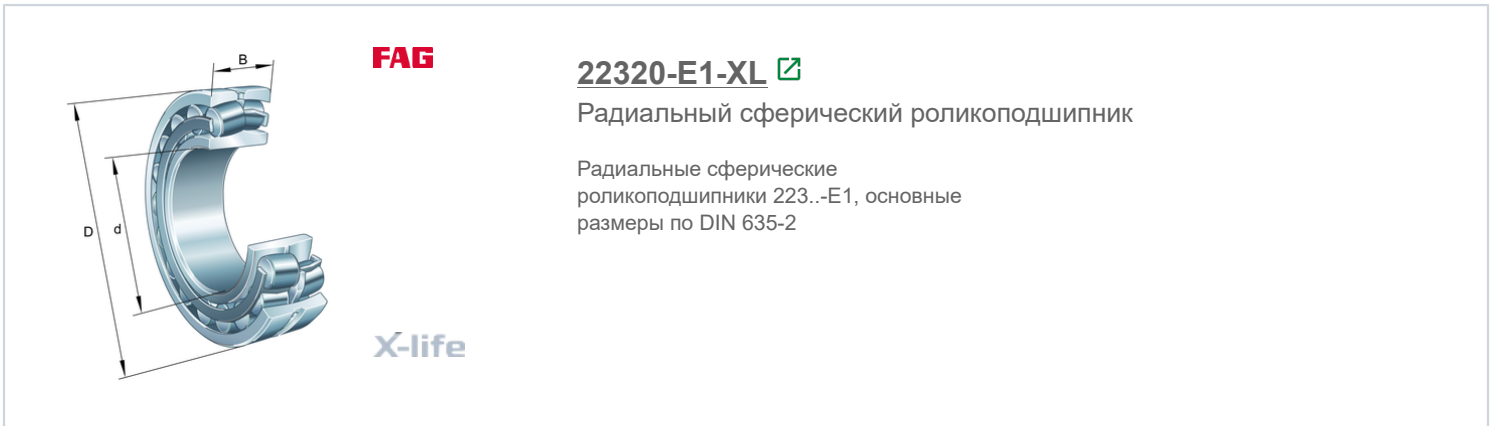 B
D
d
FAG
X-life
22320-E1-XL
Радиальный сферический роликоподшипник
Радиальные сферические
роликоподшипники 223..-E1, основные
размеры по DIN 635-2